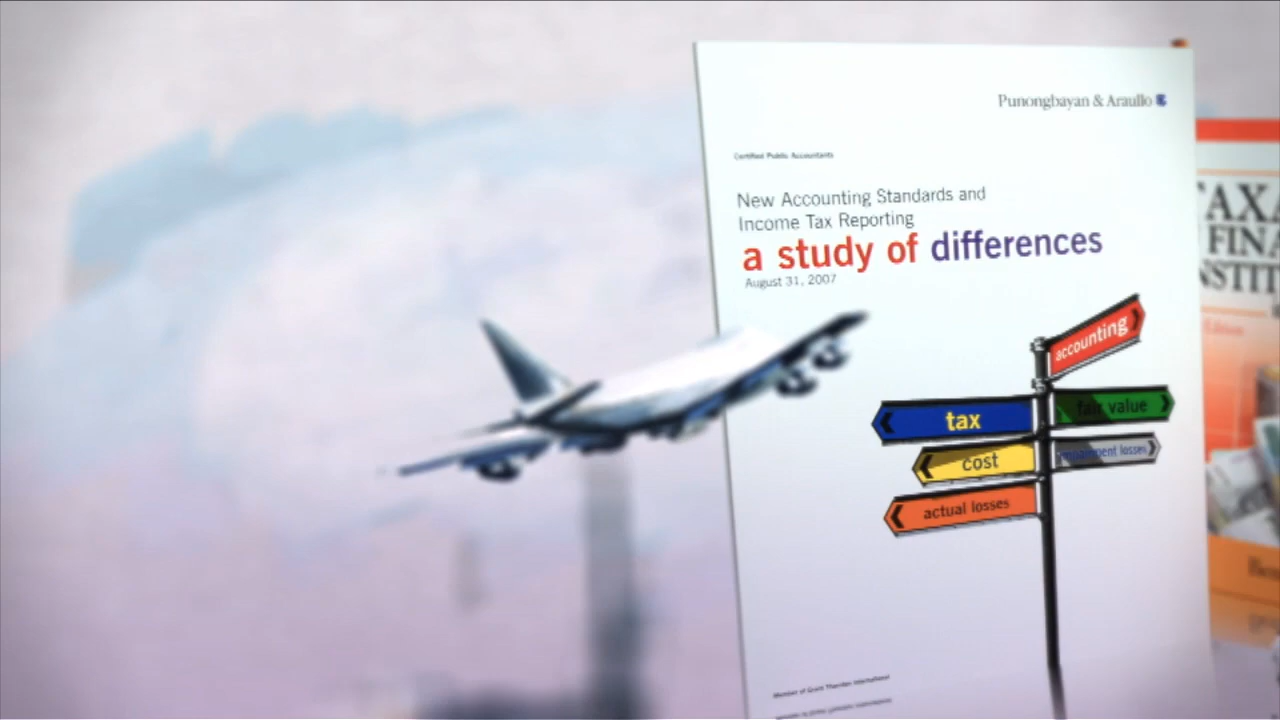 Punongbayan & Araullo
Certified Public Accountants
New Accounting Standards and
Income Tax Reporting
a study of differences
August 31, 2007
accounting
tax
fair value
cost
impairment losses
actual losses
Member of Grant Thornton International
Edition